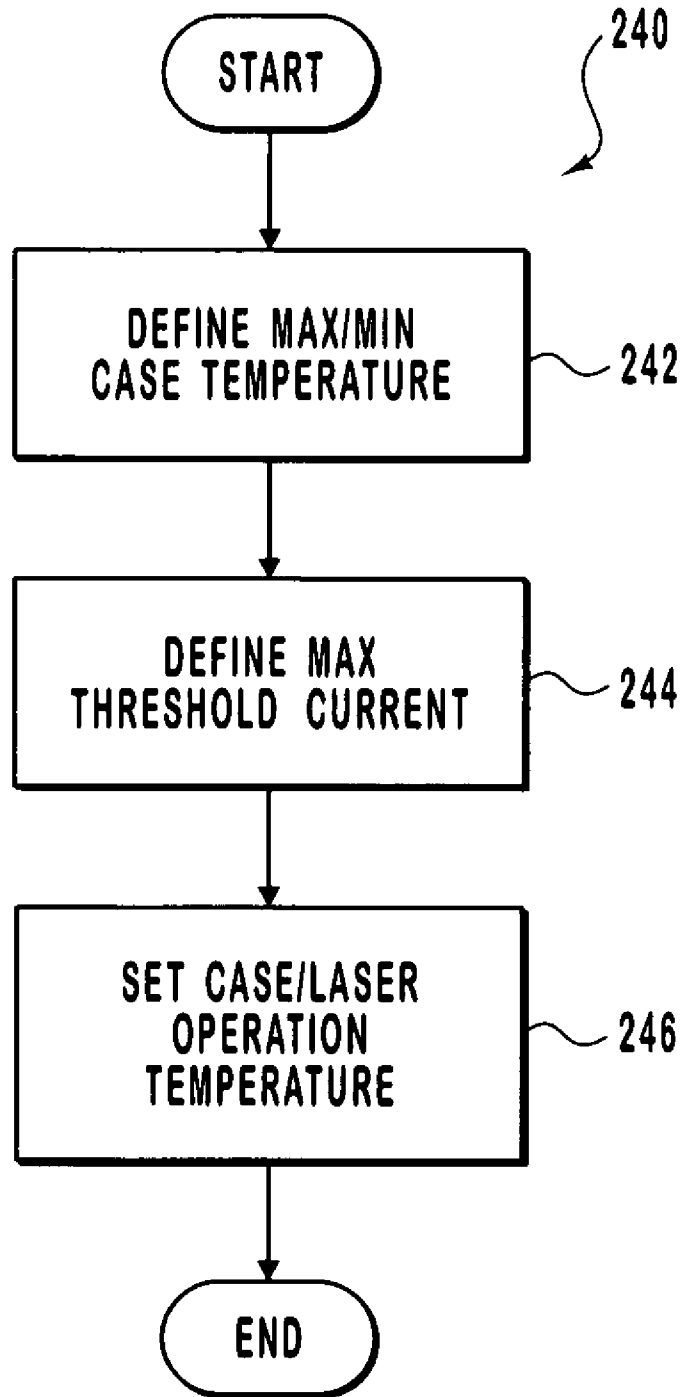 240
START
DEFINE MAX/MIN
CASE TEMPERATURE
242
DEFINE MAX
THRESHOLD CURRENT
244
SET CASE/LASER
OPERATION
TEMPERATURE
246
END